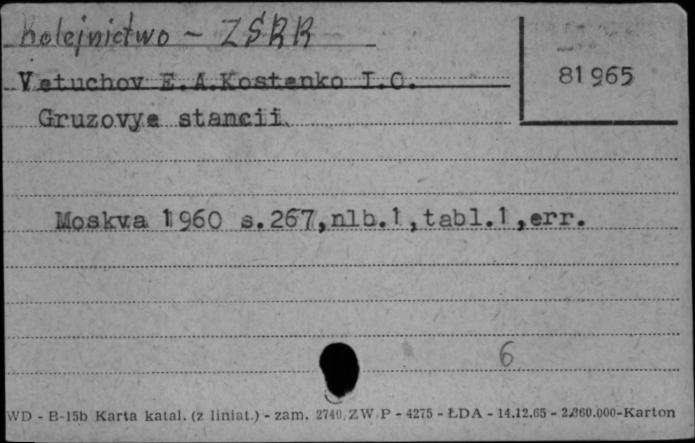 kolejnictwo – ZSRR
Vetuchov E.A.Kostenko I.O.
81965
Gruzovye stancii
Moskva 1960 s.267,nlb.1,tabl.1,err.
6
WD - B-15b Karta katal. (z liniat.) - zam. 2740/ZW/P - 4275 - ŁDA - 14.12.65 - 2.860.000-Karton